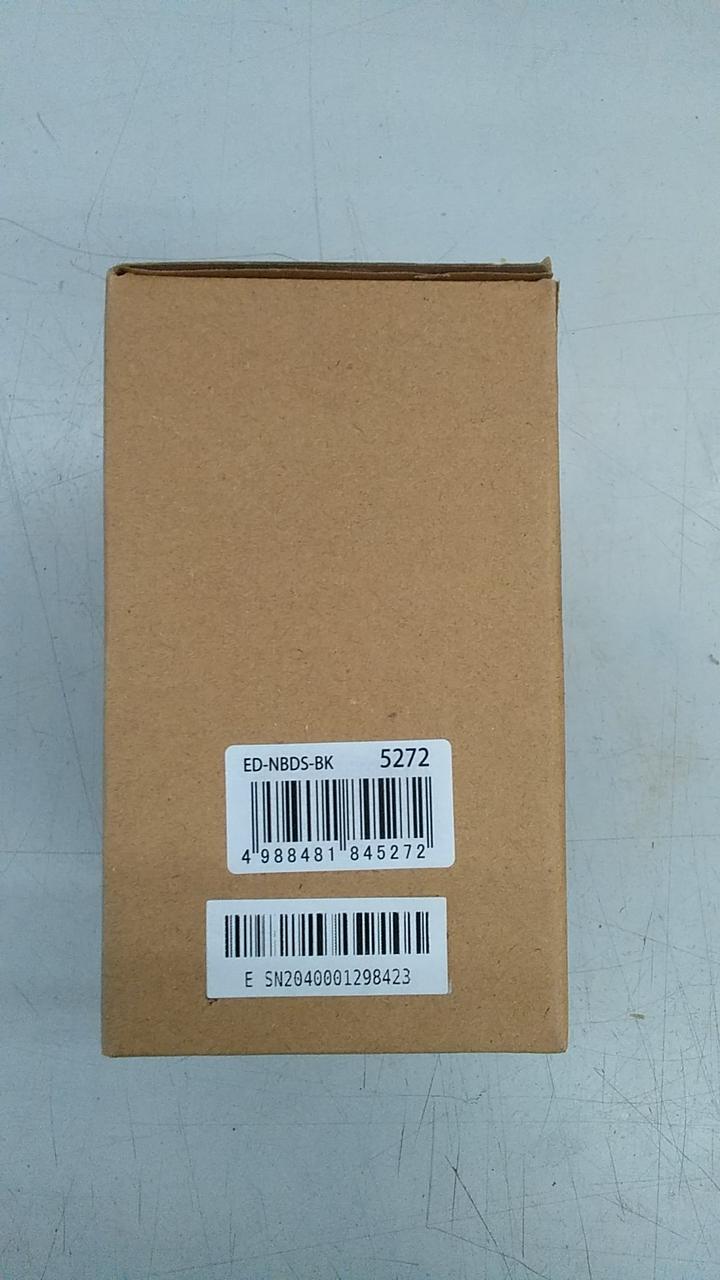 ED-NBDS-BK 5272
4 988481 845272
E SN2040001298423